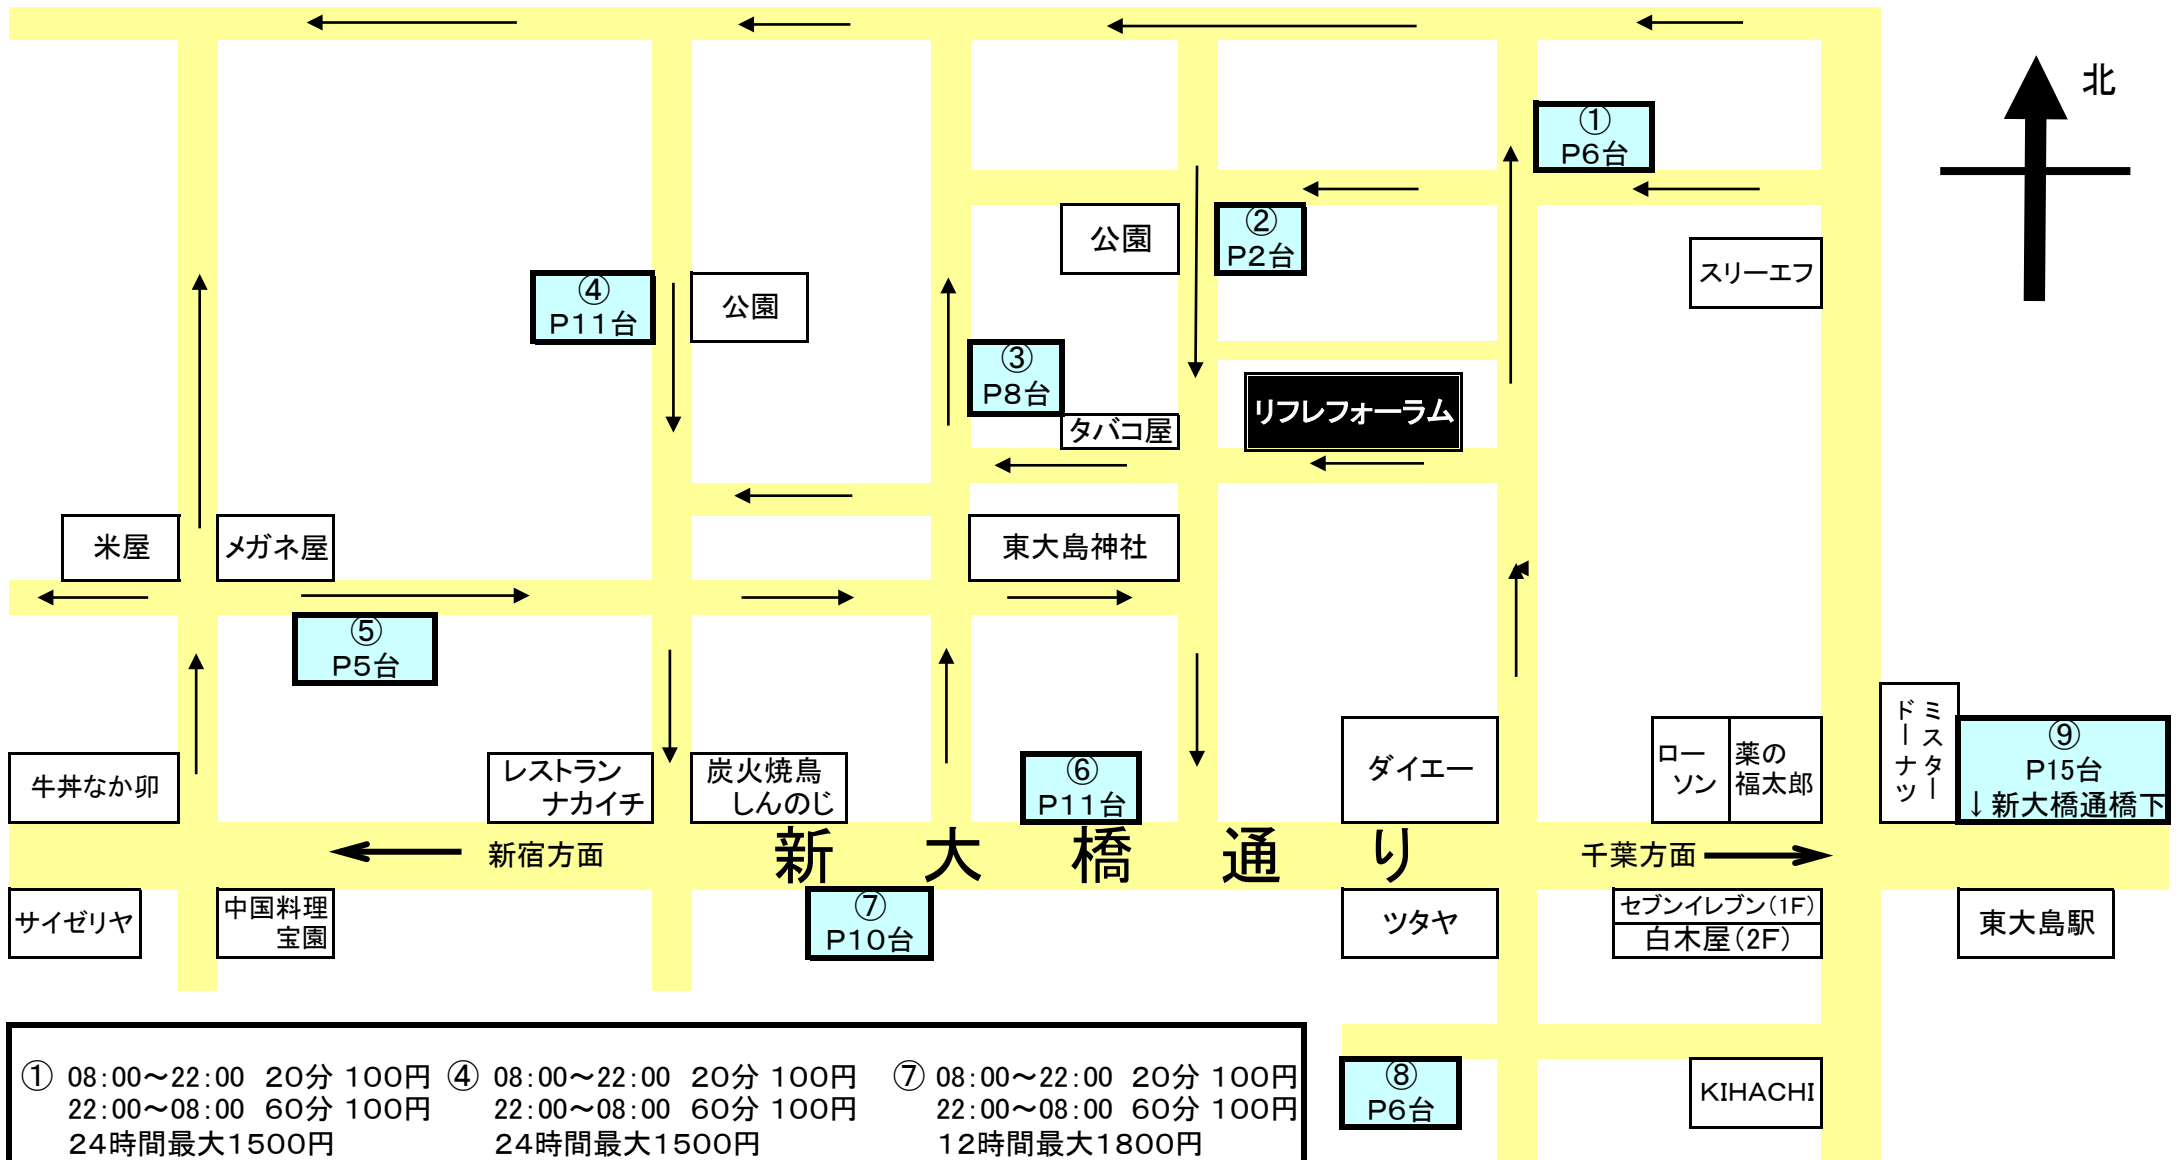 北
①
P6台
公園
②
P2台
スリーエフ
④
P11台
公園
③
P8台
リフレフォーラム
タバコ屋
米屋
メガネ屋
東大島神社
⑤
P5台
牛丼なか卯
レストラン
ナカイチ
炭火焼鳥
しんのじ
⑥
P11台
ダイエー
ローソン
薬の
福太郎
ミスター
ドーナツ
⑨
P15台
↓新大橋通橋下
新宿方面
新大橋通り
千葉方面
サイゼリヤ
中国料理
宝園
⑦
P10台
ツタヤ
セブンイレブン(1F)
白木屋(2F)
東大島駅
⑧
P6台
KIHACHI
① 08:00～22:00 20分 100円
22:00～08:00 60分 100円
24時間最大1500円
④ 08:00～22:00 20分 100円
22:00～08:00 60分 100円
24時間最大1500円
⑦ 08:00～22:00 20分 100円
22:00～08:00 60分 100円
12時間最大1800円